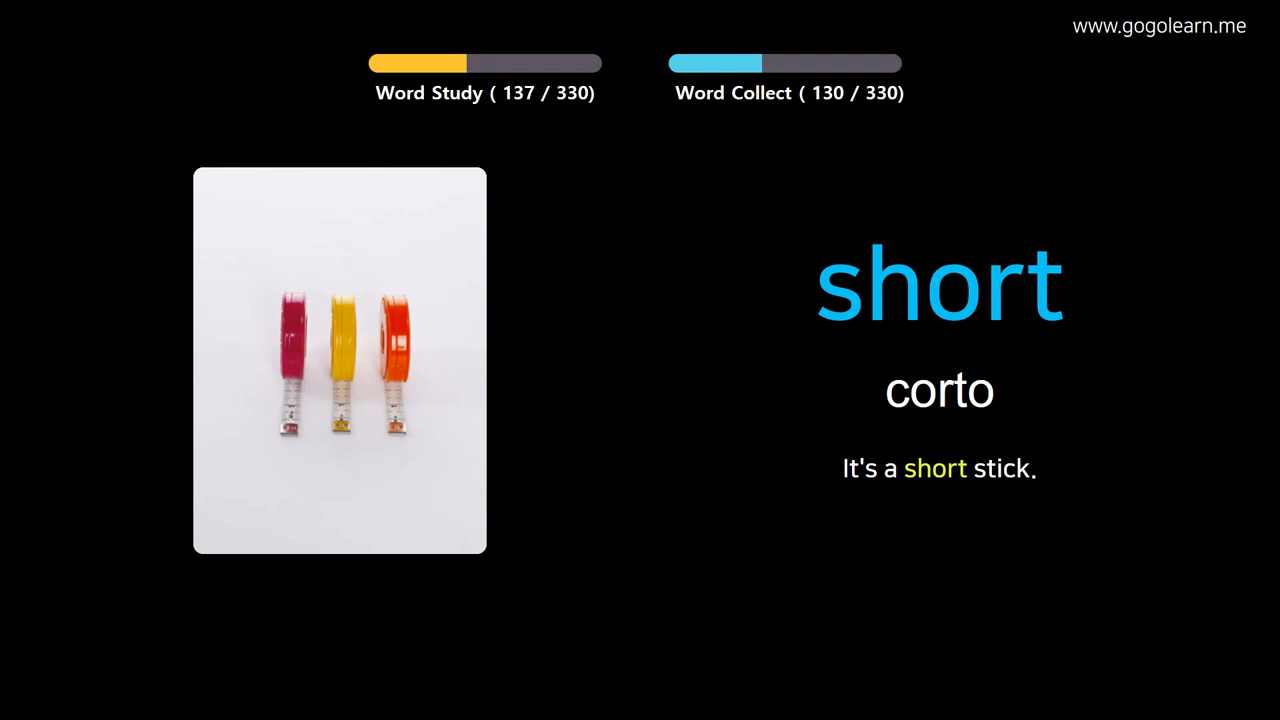 www.gogolearn.me
Word Study ( 137 / 330)
Word Collect ( 130 / 330)
short
corto
It's a short stick.